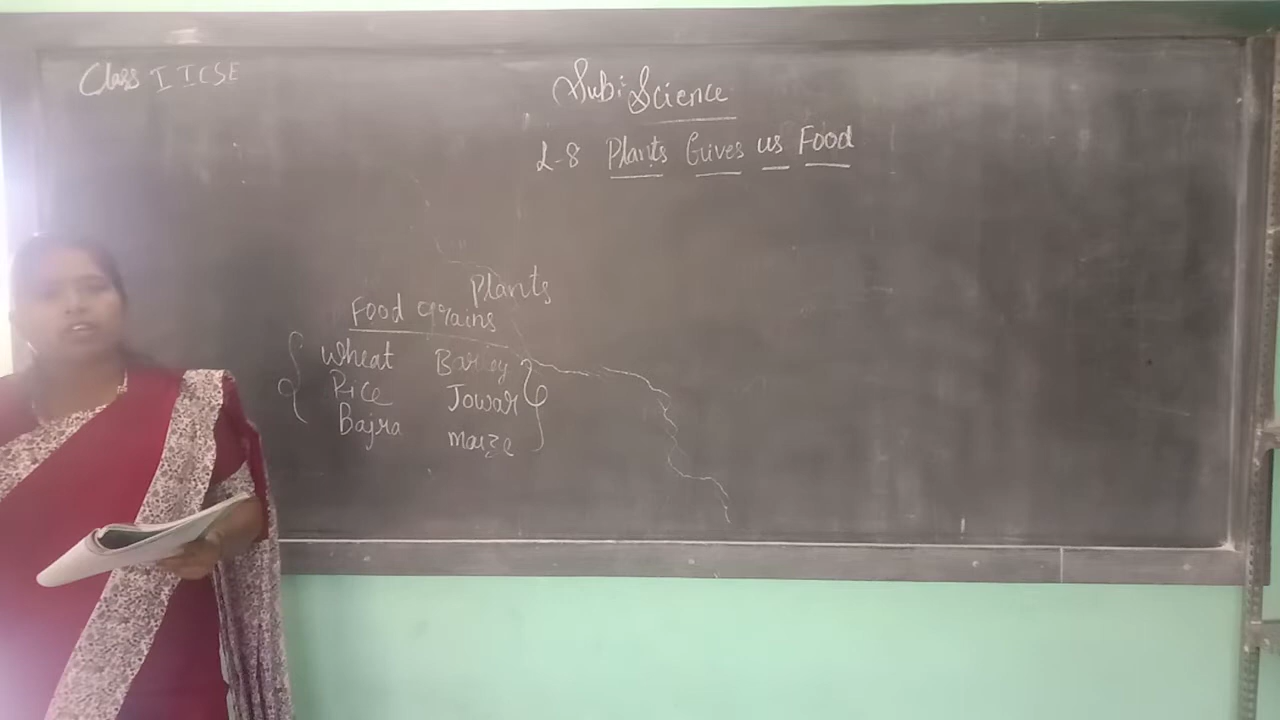 Class I ICSE
Sub: Science
L-8 Plants Gives us Food
Plants
Food Grains
Wheat Barley
Rice Jowar
Bajra maize